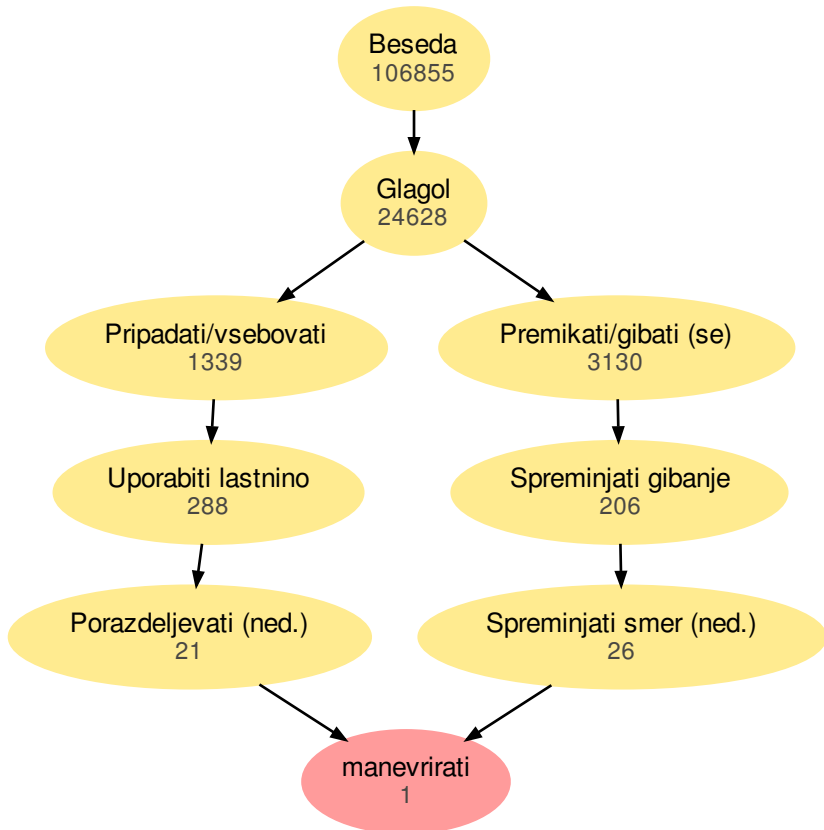 Beseda
106855
Glagol
24628
Pripadati/vsebovati
1339
Premikati/gibati (se)
3130
Uporabiti lastnino
288
Spreminjati gibanje
206
Porazdeljevati (ned.)
21
Spreminjati smer (ned.)
26
manevrirati
1